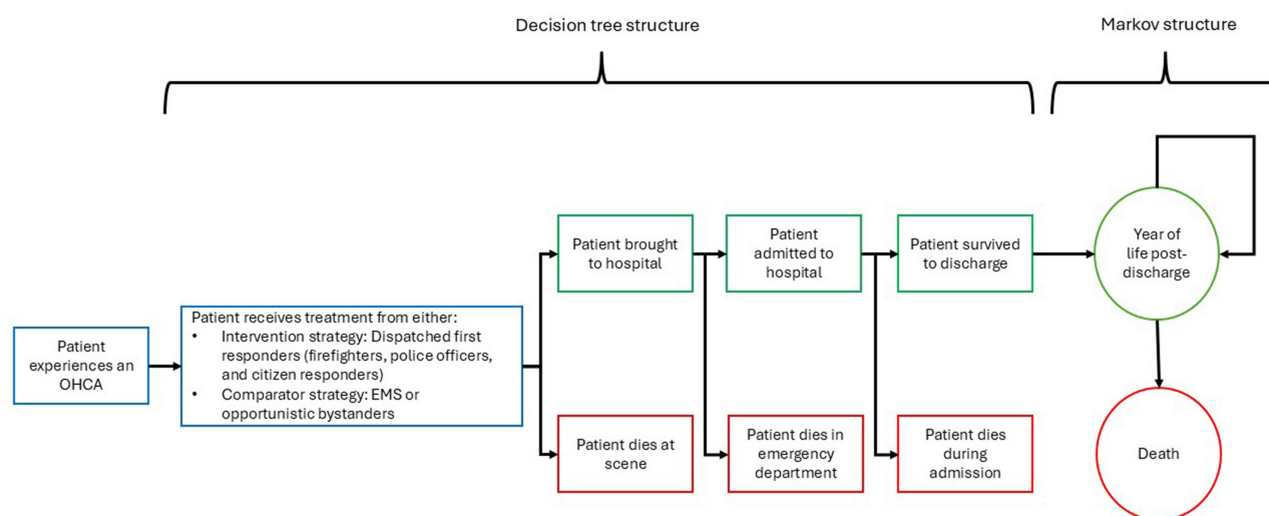 Decision tree structure
Markov structure
Patient
experiences an
OHCA
Patient receives treatment from either:
• Intervention strategy: Dispatched first
responders (firefighters, police officers,
and citizen responders)
• Comparator strategy: EMS or
opportunistic bystanders
Patient brought
to hospital
Patient
admitted to
hospital
Patient survived
to discharge
Year of
life post-
discharge
Patient dies at
scene
Patient dies in
emergency
department
Patient dies
during
admission
Death